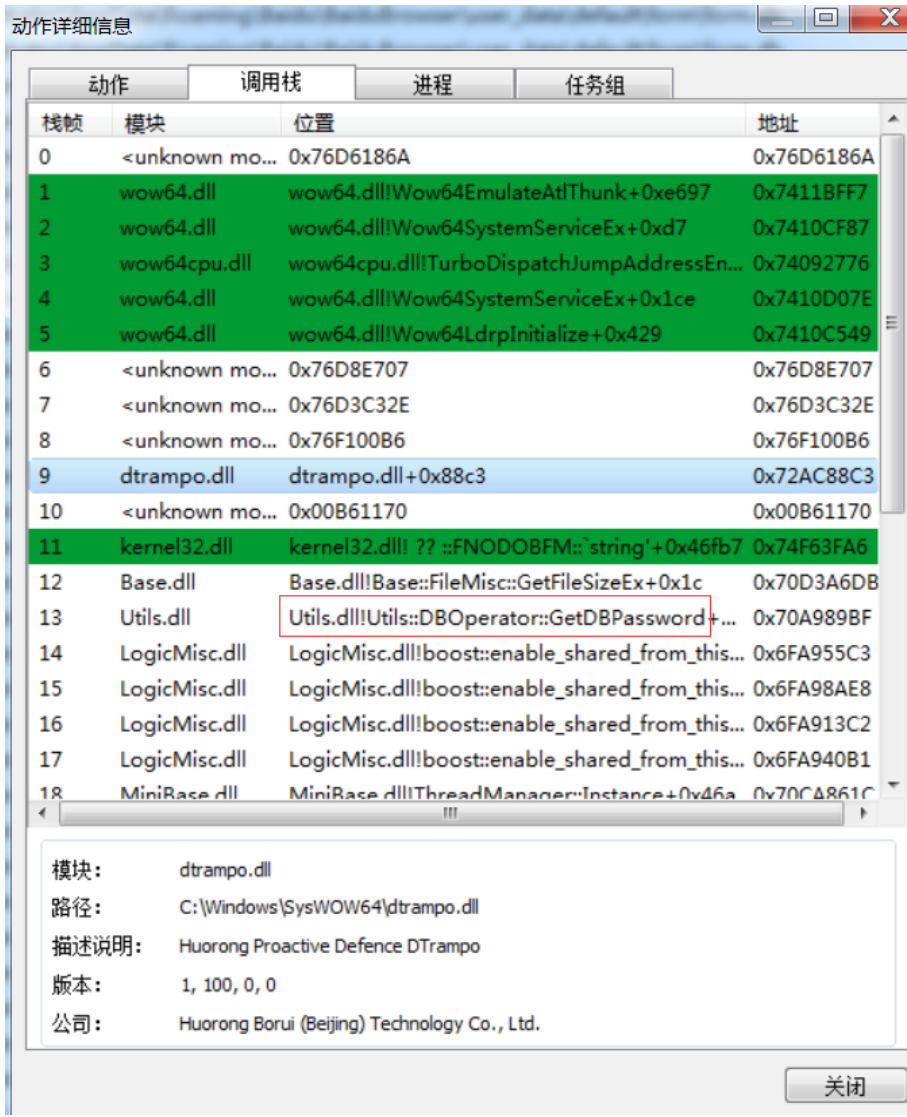 动作详细信息
动作 调用栈 进程 任务组
栈帧 模块 位置 地址
0 <unknown mo... 0x76D6186A 0x76D6186A
1 wow64.dll wow64.dll!Wow64EmulateAtlThunk+0xe697 0x7411BFF7
2 wow64.dll wow64.dll!Wow64SystemServiceEx+0xd7 0x7410CF87
3 wow64cpu.dll wow64cpu.dll!TurboDispatchJumpAddressEn... 0x74092776
4 wow64.dll wow64.dll!Wow64SystemServiceEx+0x1ce 0x7410D07E
5 wow64.dll wow64.dll!Wow64LdrpInitialize+0x429 0x7410C549
6 <unknown mo... 0x76D8E707 0x76D8E707
7 <unknown mo... 0x76D3C32E 0x76D3C32E
8 <unknown mo... 0x76F100B6 0x76F100B6
9 dtrampo.dll dtrampo.dll+0x88c3 0x72AC88C3
10 <unknown mo... 0x00B61170 0x00B61170
11 kernel32.dll kernel32.dll! ?? ::FNODOBFM::`string'+0x46fb7 0x74F63FA6
12 Base.dll Base.dll!Base::FileMisc::GetFileSizeEx+0x1c 0x70D3A6DB
13 Utils.dll Utils.dll!Utils::DBOperator::GetDBPassword+... 0x70A989BF
14 LogicMisc.dll LogicMisc.dll!boost::enable_shared_from_this... 0x6FA955C3
15 LogicMisc.dll LogicMisc.dll!boost::enable_shared_from_this... 0x6FA98AE8
16 LogicMisc.dll LogicMisc.dll!boost::enable_shared_from_this... 0x6FA913C2
17 LogicMisc.dll LogicMisc.dll!boost::enable_shared_from_this... 0x6FA940B1
18 MiniBase.dll MiniBase.dll!ThreadManager::Instance+0x46a 0x70CA861C
模块: dtrampo.dll
路径: C:\Windows\SysWOW64\dtrampo.dll
描述说明: Huorong Proactive Defence DTrampo
版本: 1, 100, 0, 0
公司: Huorong Borui (Beijing) Technology Co., Ltd.
关闭